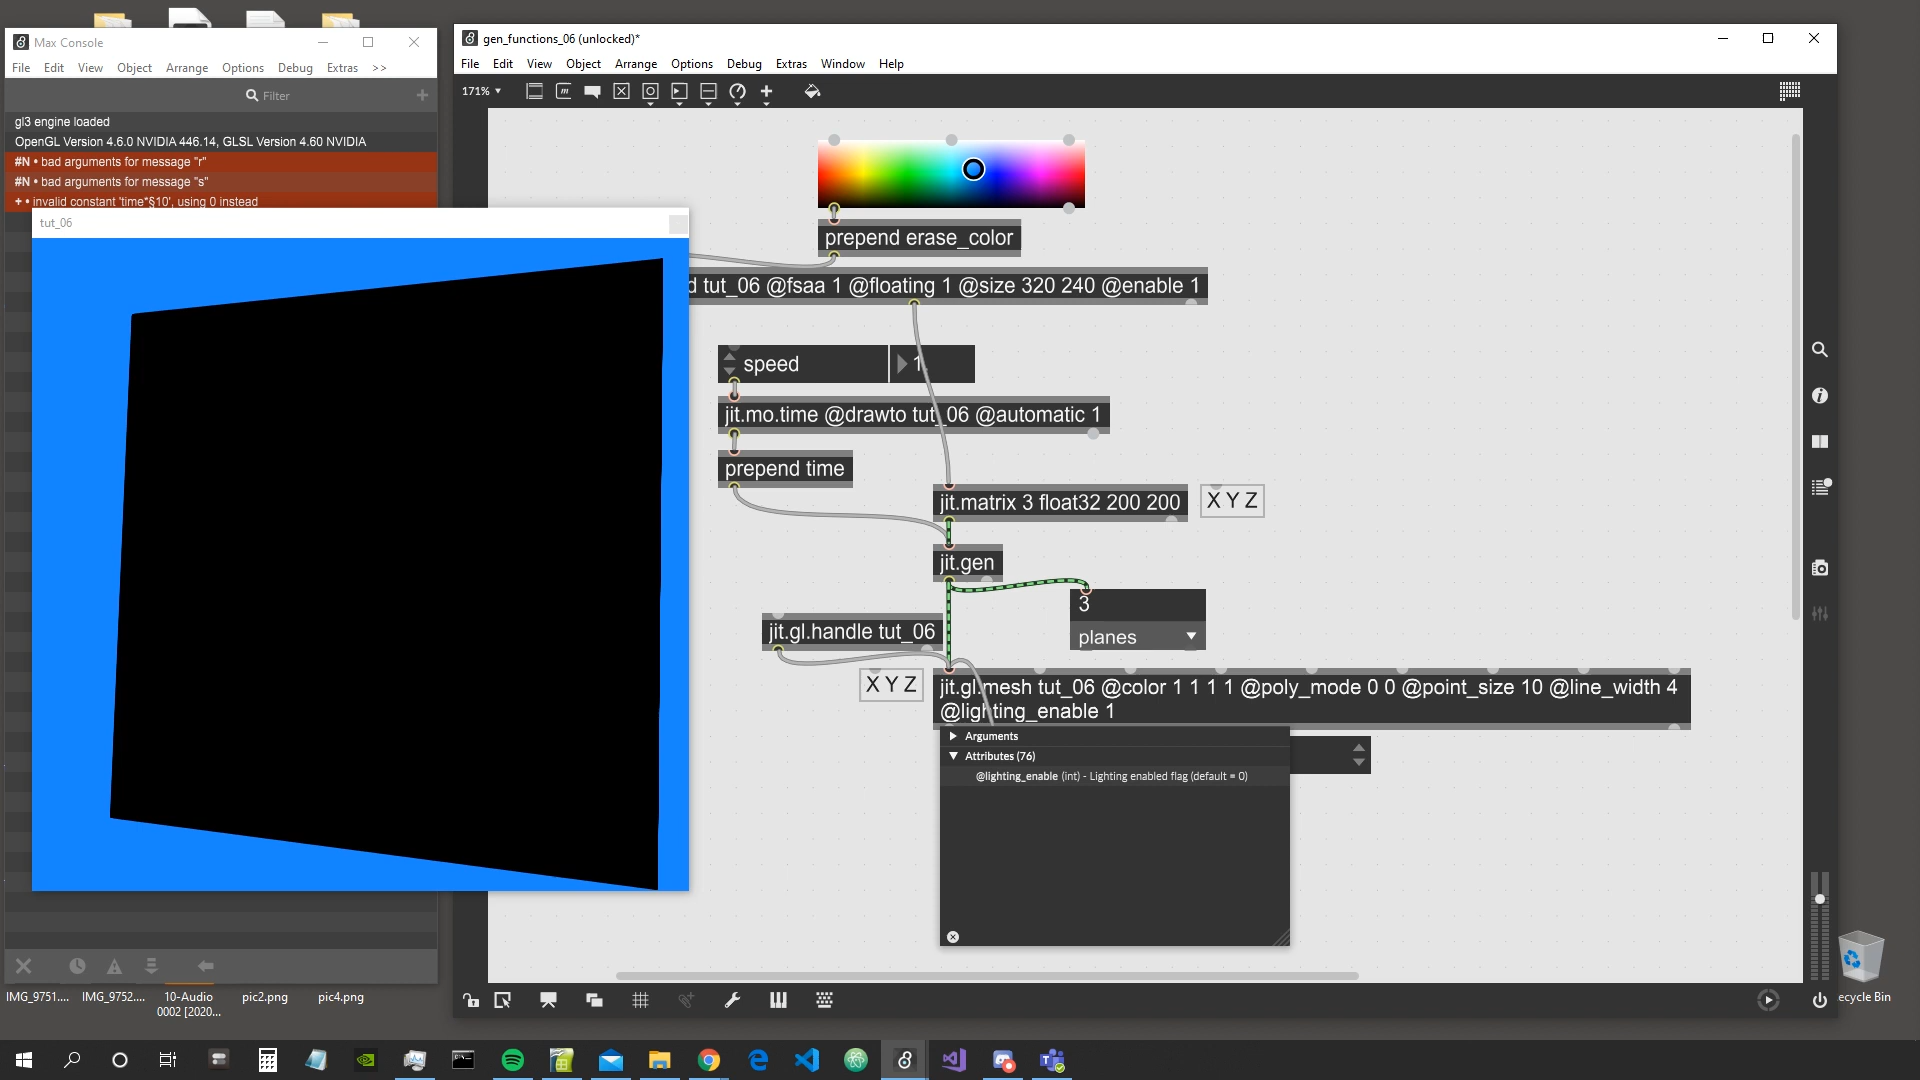 Max Console
File Edit View Object Arrange Options Debug Extras >>
Filter
gl3 engine loaded
OpenGL Version 4.6.0 NVIDIA 446.14, GLSL Version 4.60 NVIDIA
#N • bad arguments for message "r"
#N • bad arguments for message "s"
+ • invalid constant 'time*§10', using 0 instead
tut_06
gen_functions_06 (unlocked)*
File Edit View Object Arrange Options Debug Extras Window Help
171%
prepend erase_color
d tut_06 @fsaa 1 @floating 1 @size 320 240 @enable 1
speed 1.
jit.mo.time @drawto tut_06 @automatic 1
prepend time
jit.matrix 3 float32 200 200
X Y Z
jit.gen
3
planes
jit.gl.handle tut_06
X Y Z
jit.gl.mesh tut_06 @color 1 1 1 1 @poly_mode 0 0 @point_size 10 @line_width 4
@lighting_enable 1
Arguments
Attributes (76)
@lighting_enable (int) - Lighting enabled flag (default = 0)
IMG_9751....
IMG_9752....
10-Audio
0002 [2020...
pic2.png
pic4.png
ecycle Bin